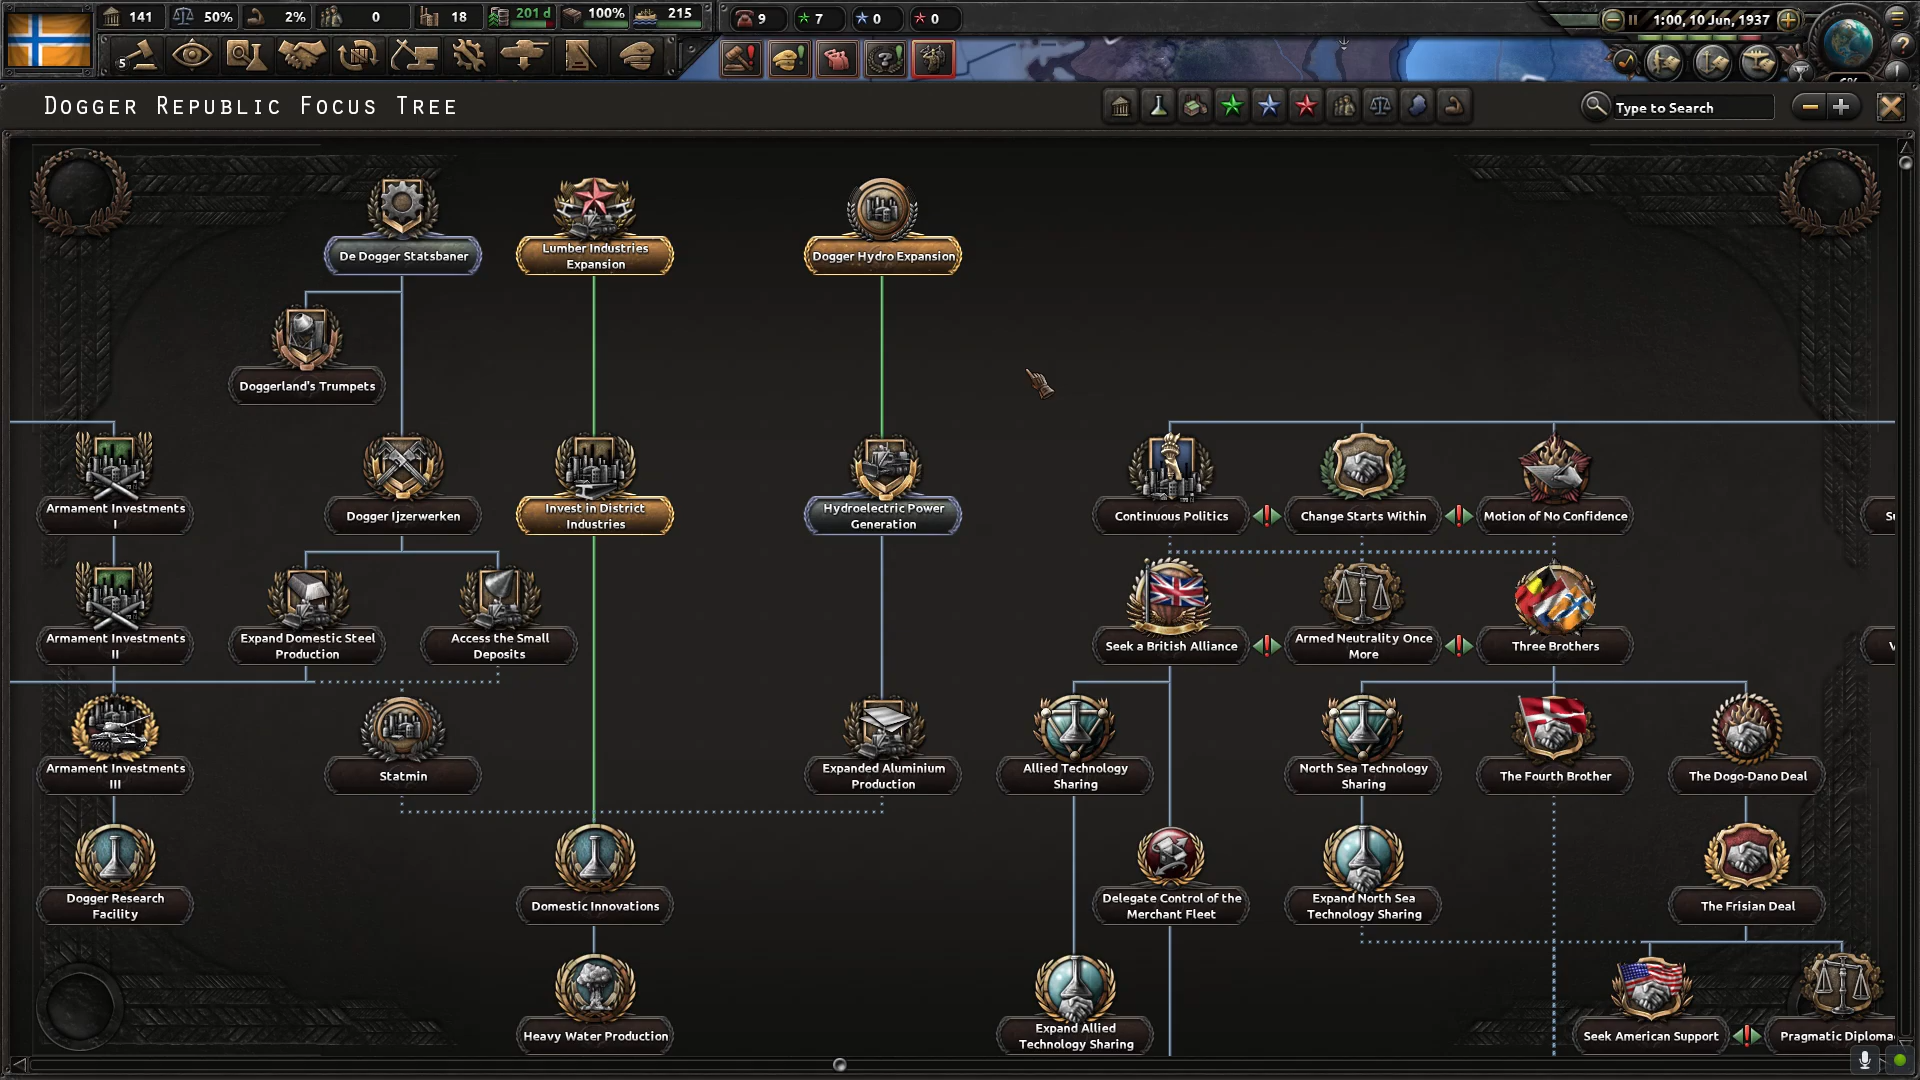 141
50%
2%
0
18
201 d
100%
215
9
7
0
0
1:00, 10 Jun, 1937
5
Dogger Republic Focus Tree
Type to Search
De Dogger Statsbaner
Lumber Industries
Expansion
Dogger Hydro Expansion
Doggerland's Trumpets
Armament Investments
I
Dogger Ijzerwerken
Invest in District
Industries
Hydroelectric Power
Generation
Continuous Politics
Change Starts Within
Motion of No Confidence
Armament Investments
II
Expand Domestic Steel
Production
Access the Small
Deposits
Seek a British Alliance
Armed Neutrality Once
More
Three Brothers
Armament Investments
III
Statmin
Expanded Aluminium
Production
Allied Technology
Sharing
North Sea Technology
Sharing
The Fourth Brother
The Dogo-Dano Deal
Dogger Research
Facility
Domestic Innovations
Delegate Control of the
Merchant Fleet
Expand North Sea
Technology Sharing
The Frisian Deal
Heavy Water Production
Expand Allied
Technology Sharing
Seek American Support
Pragmatic Diploma